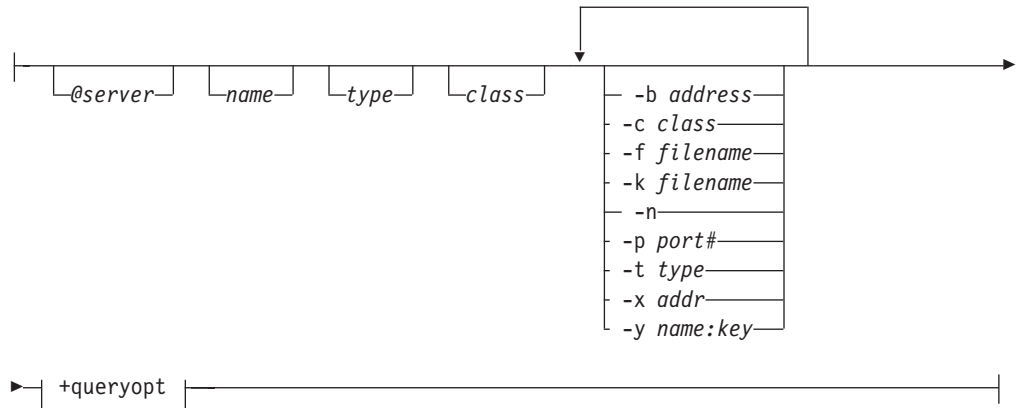 @server name type class
-b address
-c class
-f filename
-k filename
-n
-p port#
-t type
-x addr
-y name:key
+queryopt